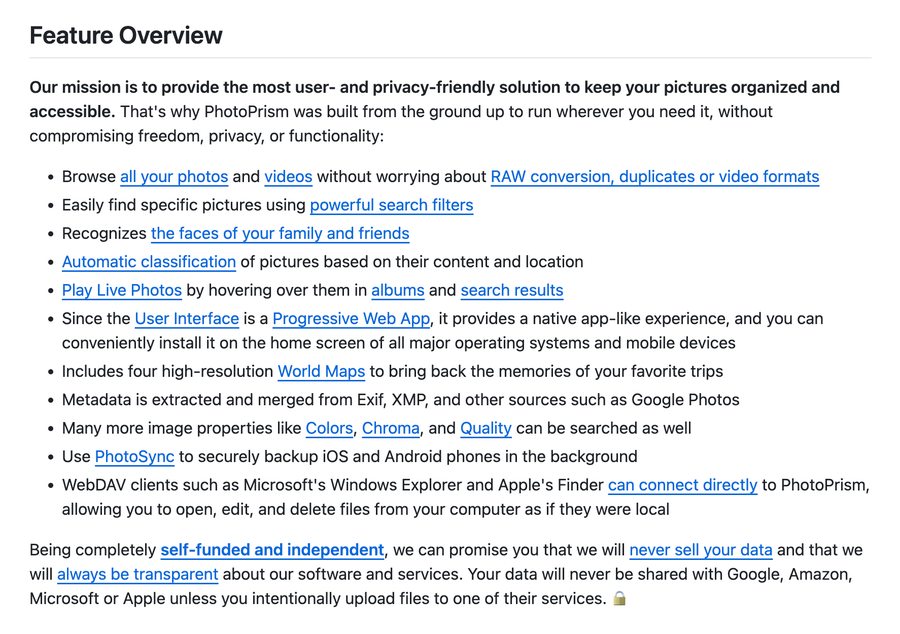 Feature Overview
Our mission is to provide the most user- and privacy-friendly solution to keep your pictures organized and
accessible. That's why PhotoPrism was built from the ground up to run wherever you need it, without
compromising freedom, privacy, or functionality:
• Browse all your photos and videos without worrying about RAW conversion, duplicates or video formats
• Easily find specific pictures using powerful search filters
• Recognizes the faces of your family and friends
• Automatic classification of pictures based on their content and location
• Play Live Photos by hovering over them in albums and search results
• Since the User Interface is a Progressive Web App, it provides a native app-like experience, and you can
conveniently install it on the home screen of all major operating systems and mobile devices
• Includes four high-resolution World Maps to bring back the memories of your favorite trips
• Metadata is extracted and merged from Exif, XMP, and other sources such as Google Photos
• Many more image properties like Colors, Chroma, and Quality can be searched as well
• Use PhotoSync to securely backup iOS and Android phones in the background
• WebDAV clients such as Microsoft's Windows Explorer and Apple's Finder can connect directly to PhotoPrism,
allowing you to open, edit, and delete files from your computer as if they were local
Being completely self-funded and independent, we can promise you that we will never sell your data and that we
will always be transparent about our software and services. Your data will never be shared with Google, Amazon,
Microsoft or Apple unless you intentionally upload files to one of their services. 🔒